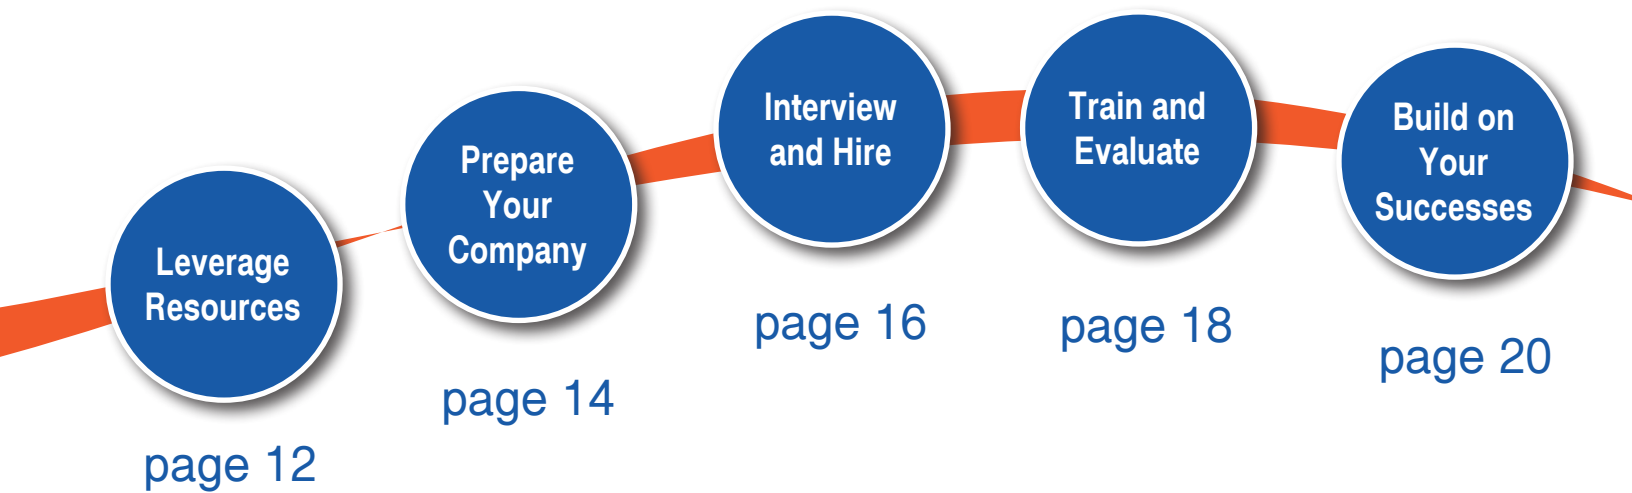 Leverage
Resources
page 12
Prepare
Your
Company
page 14
Interview
and Hire
page 16
Train and
Evaluate
page 18
Build on
Your
Successes
page 20